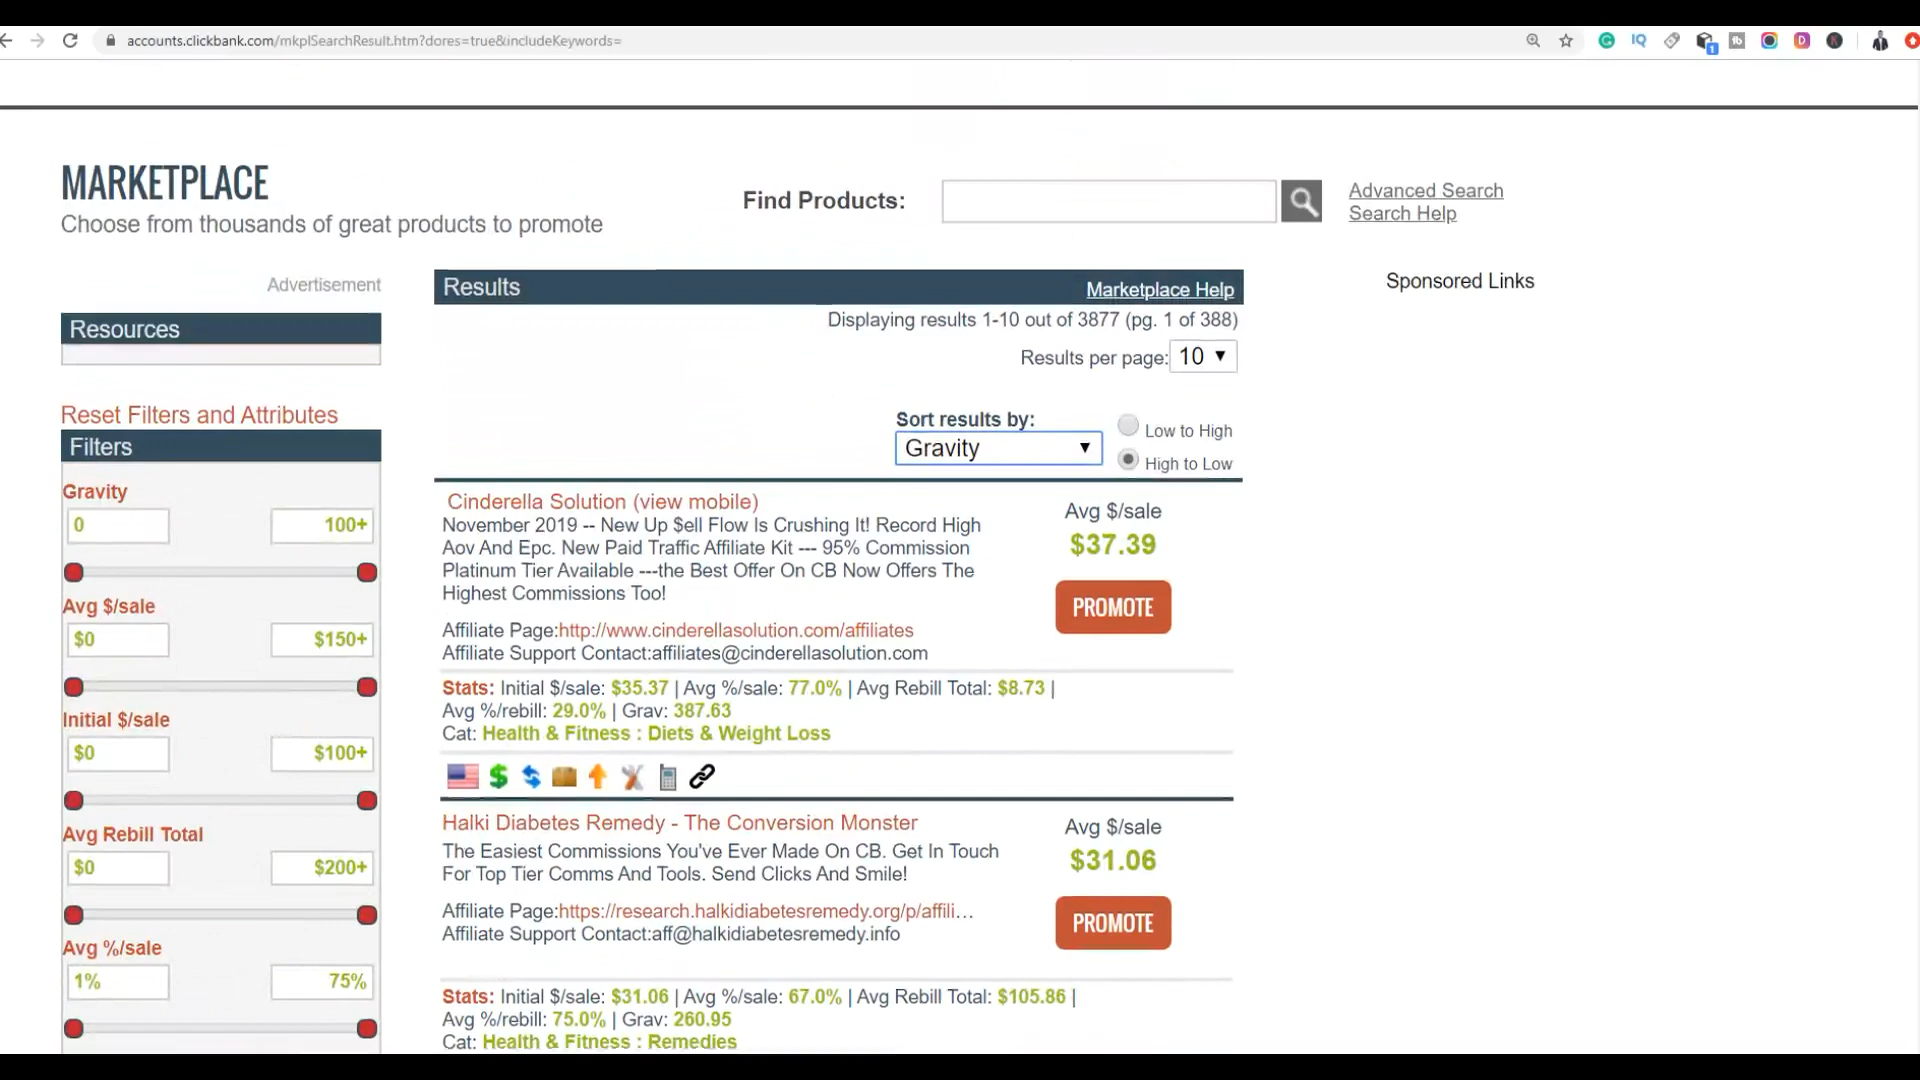 accounts.clickbank.com/mkplSearchResult.htm?dores=true&includeKeywords=
MARKETPLACE
Choose from thousands of great products to promote
Find Products:
Advanced Search
Search Help
Advertisement
Resources
Reset Filters and Attributes
Filters
Gravity
0 100+
Avg $/sale
$0 $150+
Initial $/sale
$0 $100+
Avg Rebill Total
$0 $200+
Avg %/sale
1% 75%
Results Marketplace Help
Displaying results 1-10 out of 3877 (pg. 1 of 388)
Results per page: 10
Sort results by:
Gravity
Low to High
High to Low
Cinderella Solution (view mobile)
November 2019 -- New Up $ell Flow Is Crushing It! Record High
Aov And Epc. New Paid Traffic Affiliate Kit --- 95% Commission
Platinum Tier Available ---the Best Offer On CB Now Offers The
Highest Commissions Too!
Affiliate Page:http://www.cinderellasolution.com/affiliates
Affiliate Support Contact:affiliates@cinderellasolution.com
Avg $/sale
$37.39
PROMOTE
Stats: Initial $/sale: $35.37 | Avg %/sale: 77.0% | Avg Rebill Total: $8.73 |
Avg %/rebill: 29.0% | Grav: 387.63
Cat: Health & Fitness : Diets & Weight Loss
Halki Diabetes Remedy - The Conversion Monster
The Easiest Commissions You've Ever Made On CB. Get In Touch
For Top Tier Comms And Tools. Send Clicks And Smile!
Affiliate Page:https://research.halkidiabetesremedy.org/p/affili...
Affiliate Support Contact:aff@halkidiabetesremedy.info
Avg $/sale
$31.06
PROMOTE
Stats: Initial $/sale: $31.06 | Avg %/sale: 67.0% | Avg Rebill Total: $105.86 |
Avg %/rebill: 75.0% | Grav: 260.95
Cat: Health & Fitness : Remedies
Sponsored Links